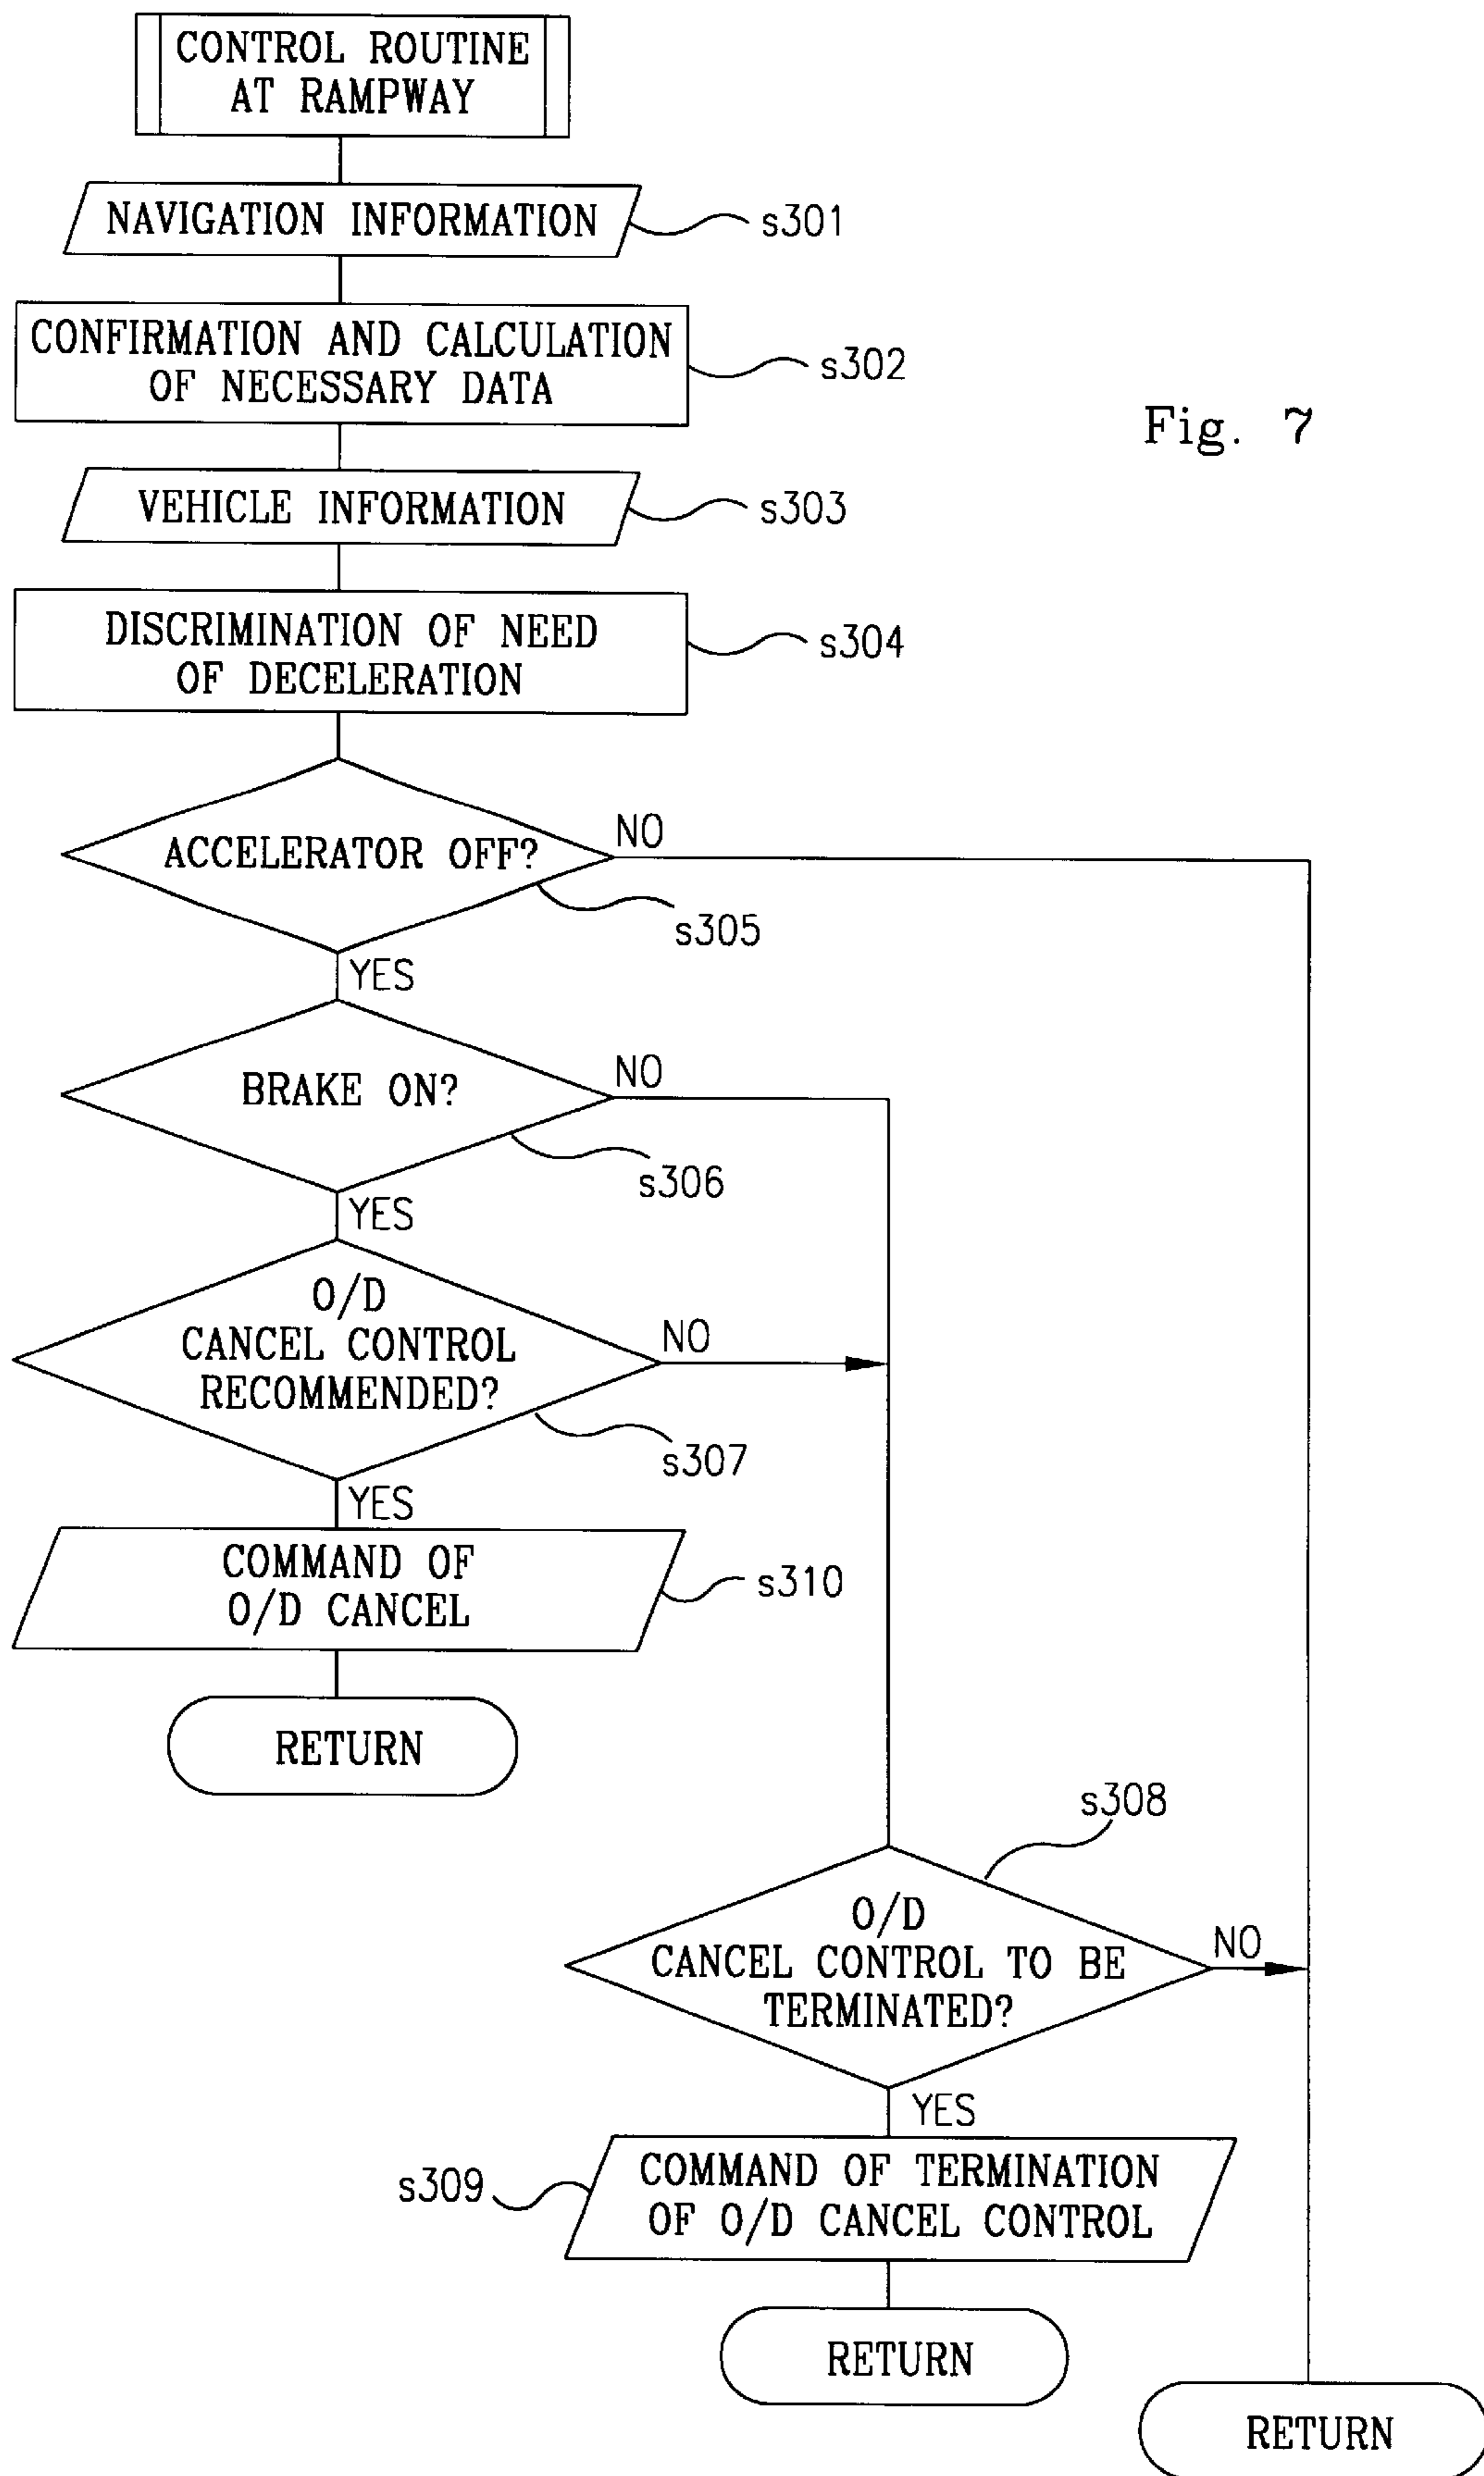 CONTROL ROUTINE
AT RAMPWAY
NAVIGATION INFORMATION
s301
CONFIRMATION AND CALCULATION
OF NECESSARY DATA
s302
Fig. 7
VEHICLE INFORMATION
s303
DISCRIMINATION OF NEED
OF DECELERATION
s304
ACCELERATOR OFF?
NO
s305
YES
BRAKE ON?
NO
s306
YES
O/D
CANCEL CONTROL
RECOMMENDED?
NO
s307
YES
COMMAND OF
O/D CANCEL
s310
RETURN
s308
O/D
CANCEL CONTROL TO BE
TERMINATED?
NO
YES
s309
COMMAND OF TERMINATION
OF O/D CANCEL CONTROL
RETURN
RETURN